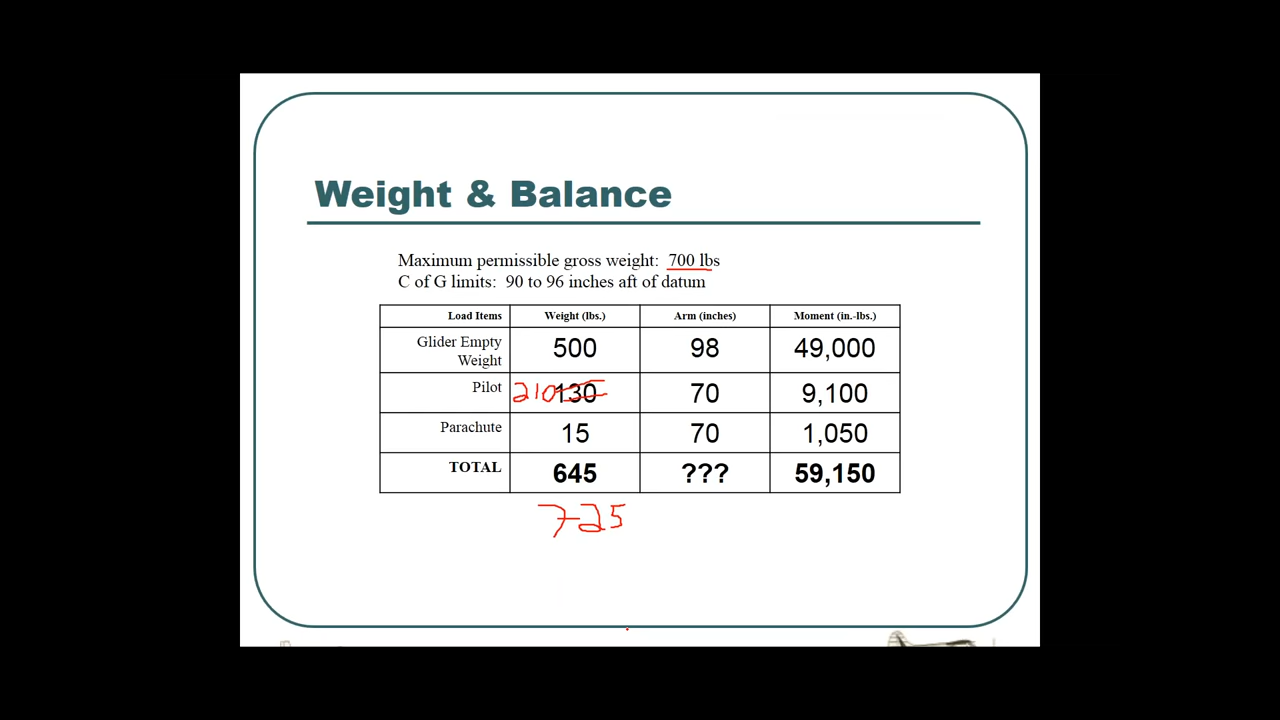 Weight & Balance
Maximum permissible gross weight: 700 lbs
C of G limits: 90 to 96 inches aft of datum
Load Items Weight (lbs.) Arm (inches) Moment (in.-lbs.)
Glider Empty
Weight 500 98 49,000
Pilot 210 130 70 9,100
Parachute 15 70 1,050
TOTAL 645 ??? 59,150
725